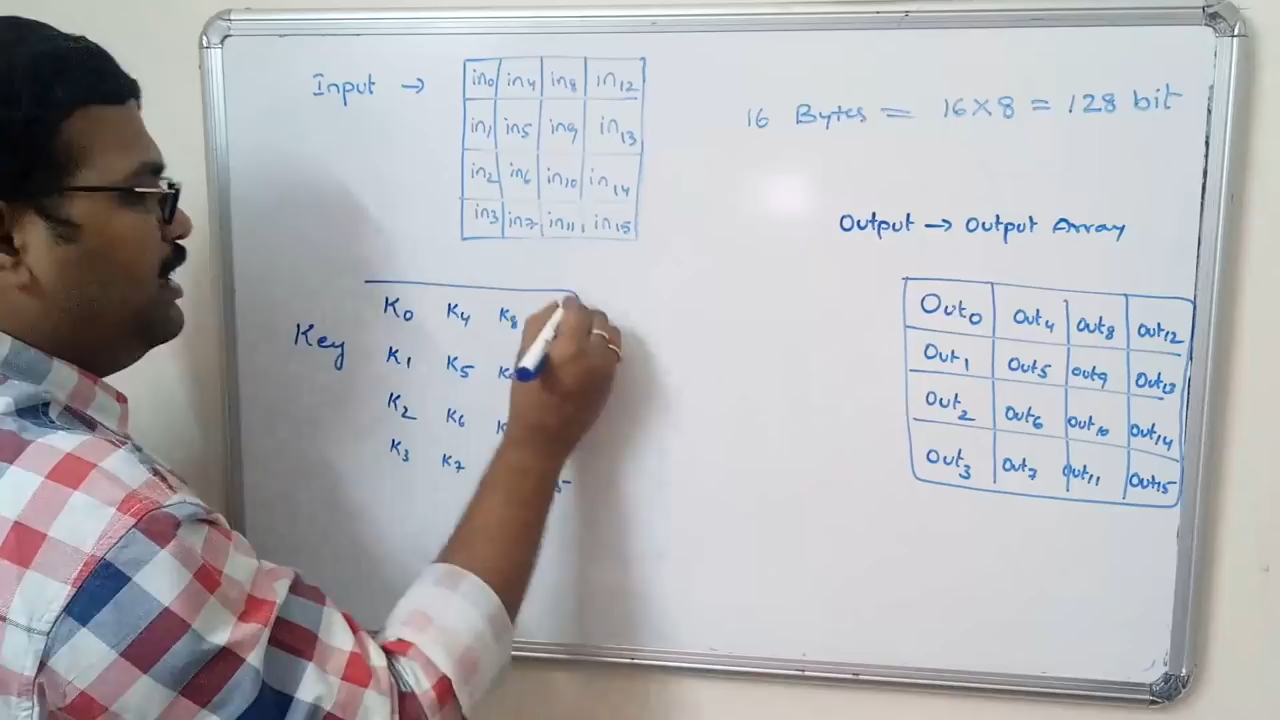 Input →
in0 in4 in8 in12
in1 in5 in9 in13
in2 in6 in10 in14
in3 in7 in11 in15
16 Bytes = 16×8 = 128 bit
Output → Output Array
Out0 Out4 Out8 Out12
Out1 Out5 Out9 Out13
Out2 Out6 Out10 Out14
Out3 Out7 Out11 Out15
Key
K0 K4 K8
K1 K5
K2 K6
K3 K7